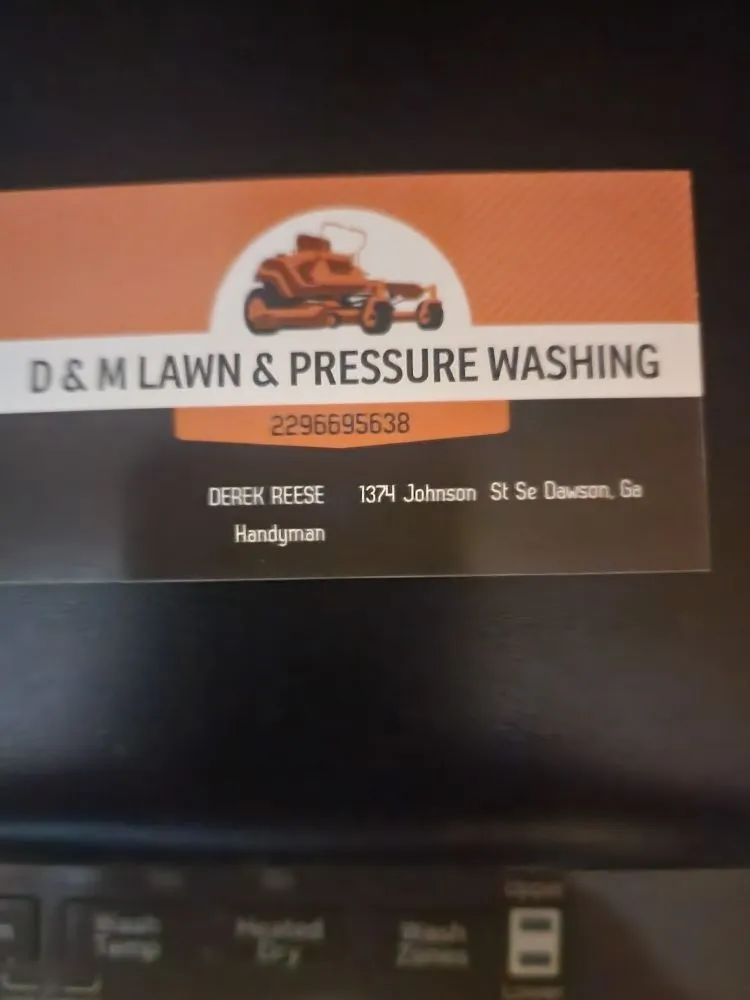 D & M LAWN & PRESSURE WASHING
2296695638
DEREK REESE 1374 Johnson St Se Dawson, Ga
Handyman
Wash
Temp
Heated
Dry
Wash
Zones